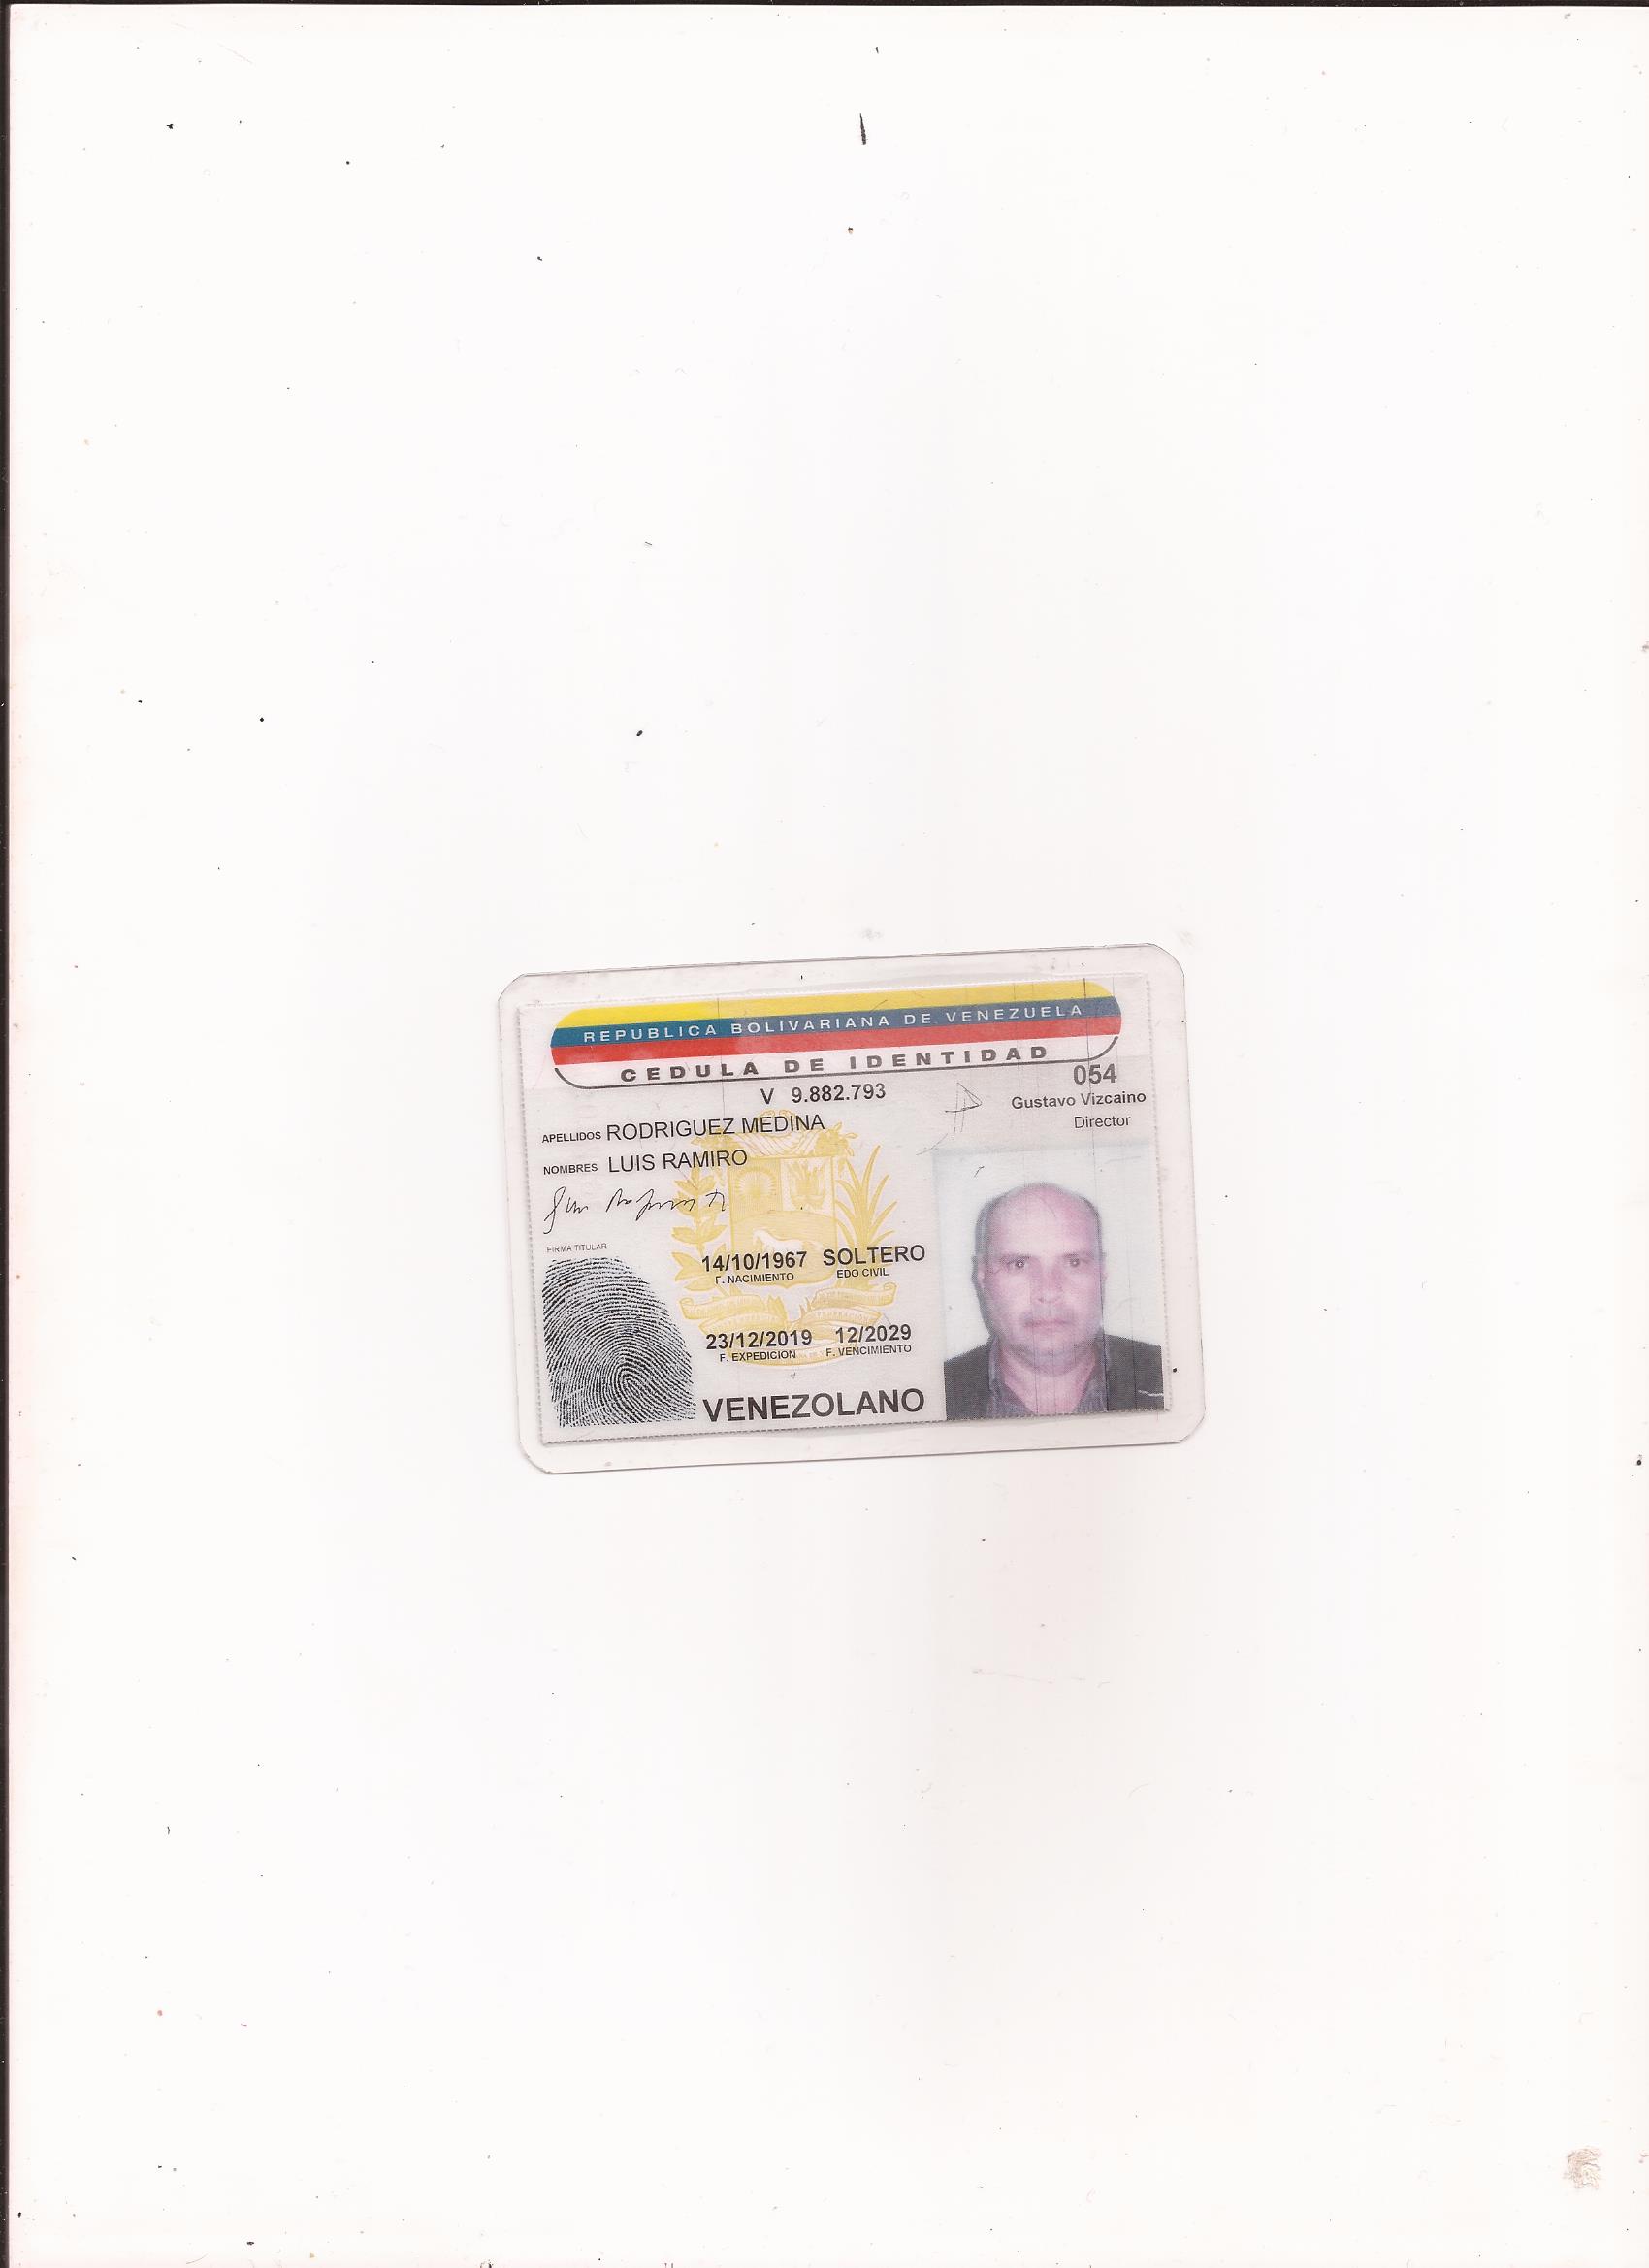 REPUBLICA BOLIVARIANA DE VENEZUELA
CEDULA DE IDENTIDAD
V 9.882.793
054
Gustavo Vizcaino
Director
APELLIDOS RODRIGUEZ MEDINA
NOMBRES LUIS RAMIRO
FIRMA TITULAR
14/10/1967 SOLTERO
F. NACIMIENTO EDO CIVIL
23/12/2019 12/2029
F. EXPEDICION F. VENCIMIENTO
VENEZOLANO